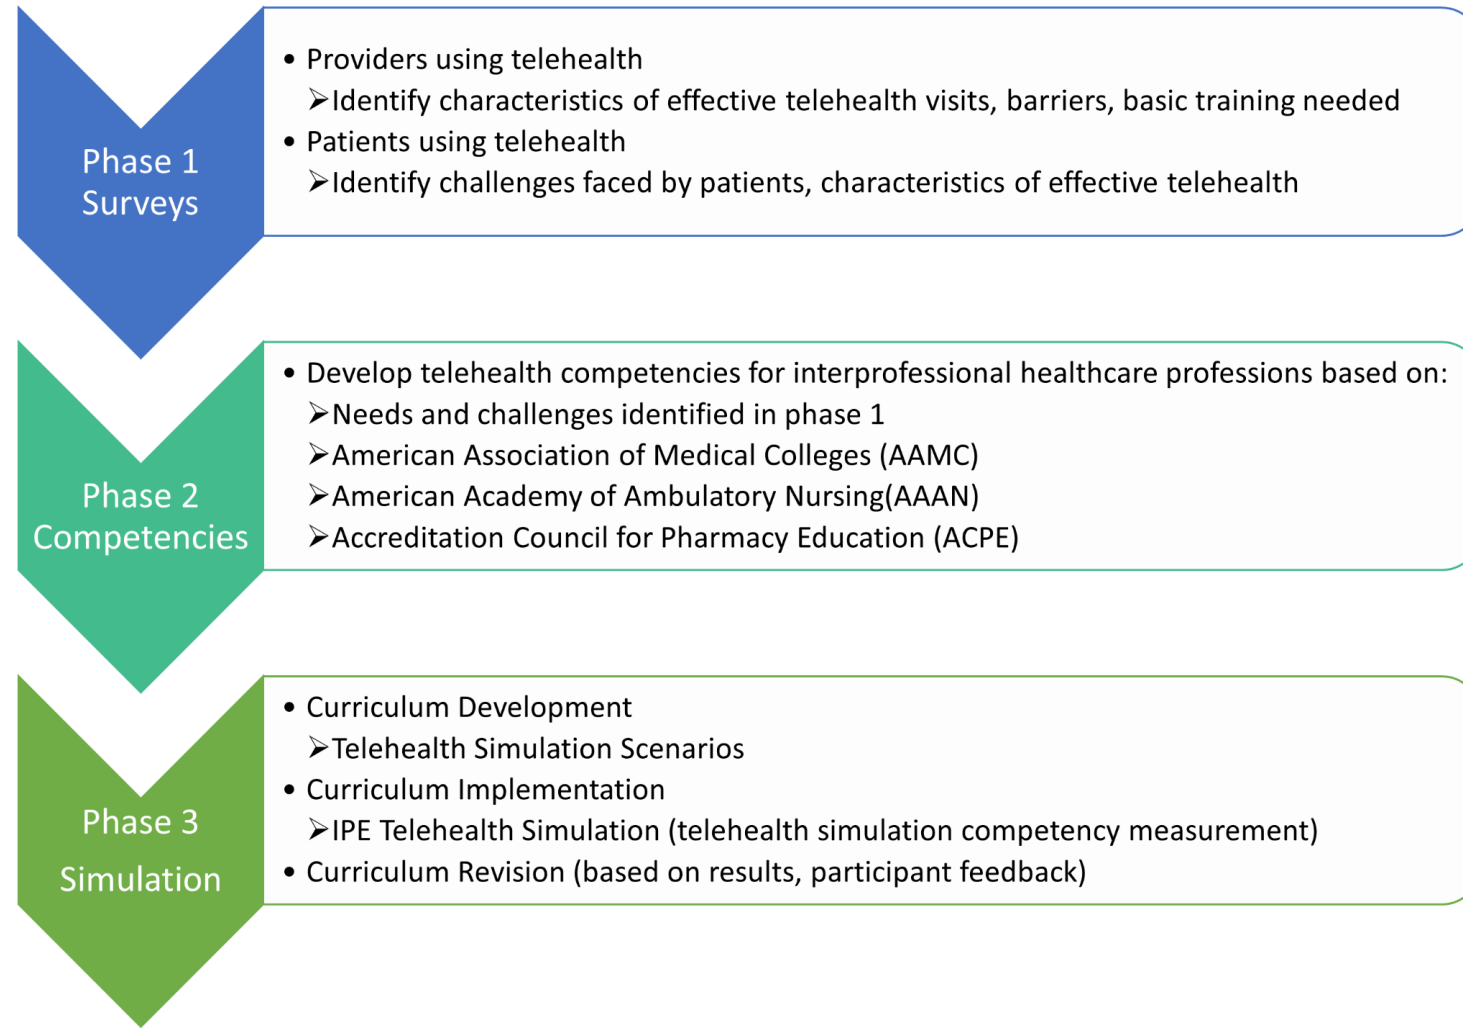 Phase 1
Surveys
• Providers using telehealth
➢Identify characteristics of effective telehealth visits, barriers, basic training needed
• Patients using telehealth
➢Identify challenges faced by patients, characteristics of effective telehealth
Phase 2
Competencies
• Develop telehealth competencies for interprofessional healthcare professions based on:
➢Needs and challenges identified in phase 1
➢American Association of Medical Colleges (AAMC)
➢American Academy of Ambulatory Nursing(AAAN)
➢Accreditation Council for Pharmacy Education (ACPE)
Phase 3
Simulation
• Curriculum Development
➢Telehealth Simulation Scenarios
• Curriculum Implementation
➢IPE Telehealth Simulation (telehealth simulation competency measurement)
• Curriculum Revision (based on results, participant feedback)